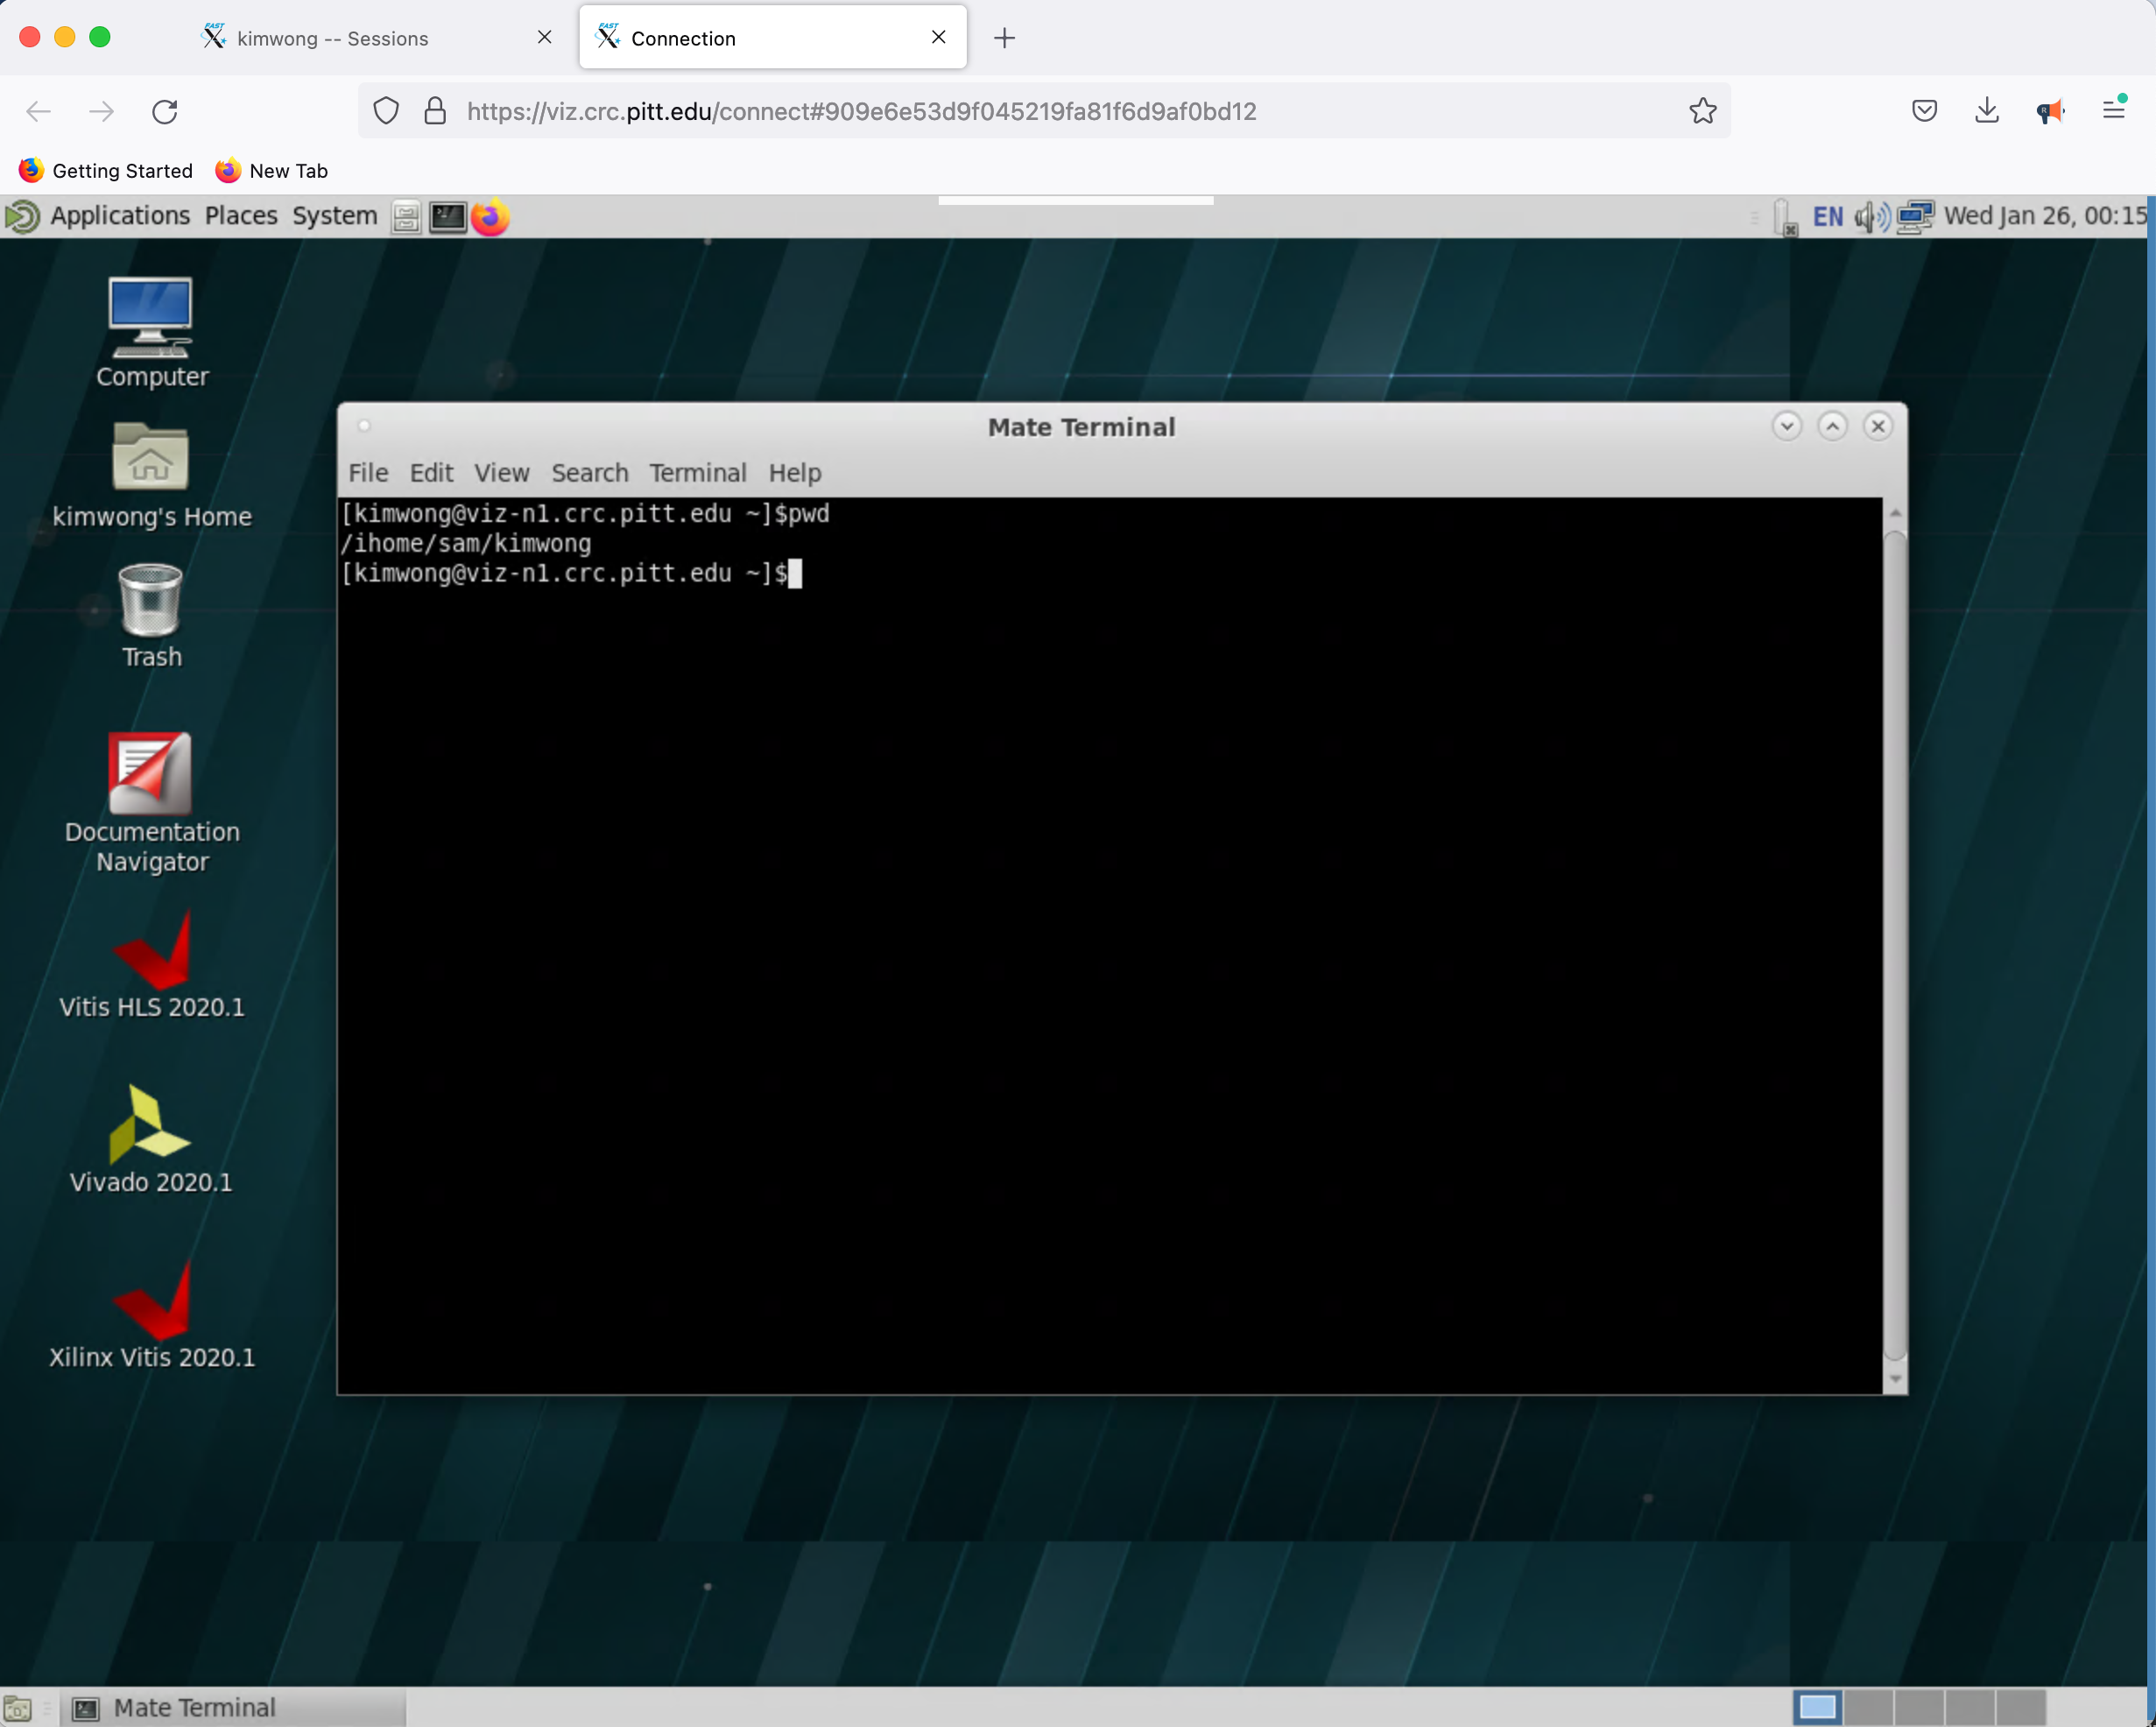 kimwong -- Sessions
Connection
https://viz.crc.pitt.edu/connect#909e6e53d9f045219fa81f6d9af0bd12
Getting Started
New Tab
Applications Places System
EN
Wed Jan 26, 00:15
Computer
kimwong's Home
Trash
Documentation
Navigator
Vitis HLS 2020.1
Vivado 2020.1
Xilinx Vitis 2020.1
Mate Terminal
File Edit View Search Terminal Help
[kimwong@viz-n1.crc.pitt.edu ~]$pwd
/ihome/sam/kimwong
[kimwong@viz-n1.crc.pitt.edu ~]$
Mate Terminal